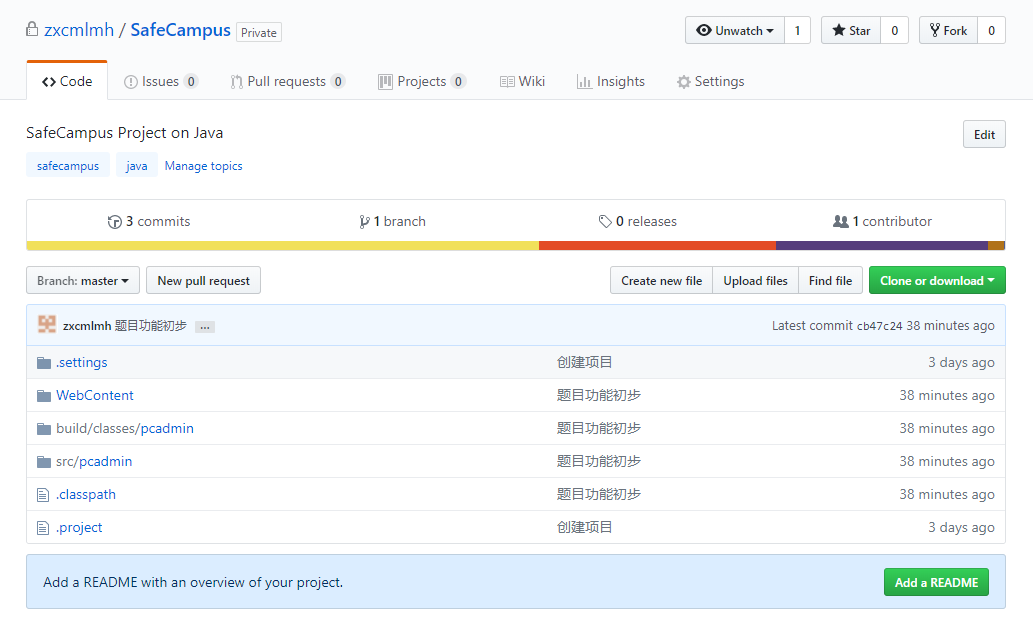 zxcmlmh / SafeCampus Private Unwatch 1 Star 0 Fork 0
Code Issues 0 Pull requests 0 Projects 0 Wiki Insights Settings
SafeCampus Project on Java Edit
safecampus java Manage topics
3 commits 1 branch 0 releases 1 contributor
Branch: master New pull request Create new file Upload files Find file Clone or download
zxcmlmh 题目功能初步 ... Latest commit cb47c24 38 minutes ago
.settings 创建项目 3 days ago
WebContent 题目功能初步 38 minutes ago
build/classes/pcadmin 题目功能初步 38 minutes ago
src/pcadmin 题目功能初步 38 minutes ago
.classpath 题目功能初步 38 minutes ago
.project 创建项目 3 days ago
Add a README with an overview of your project. Add a README